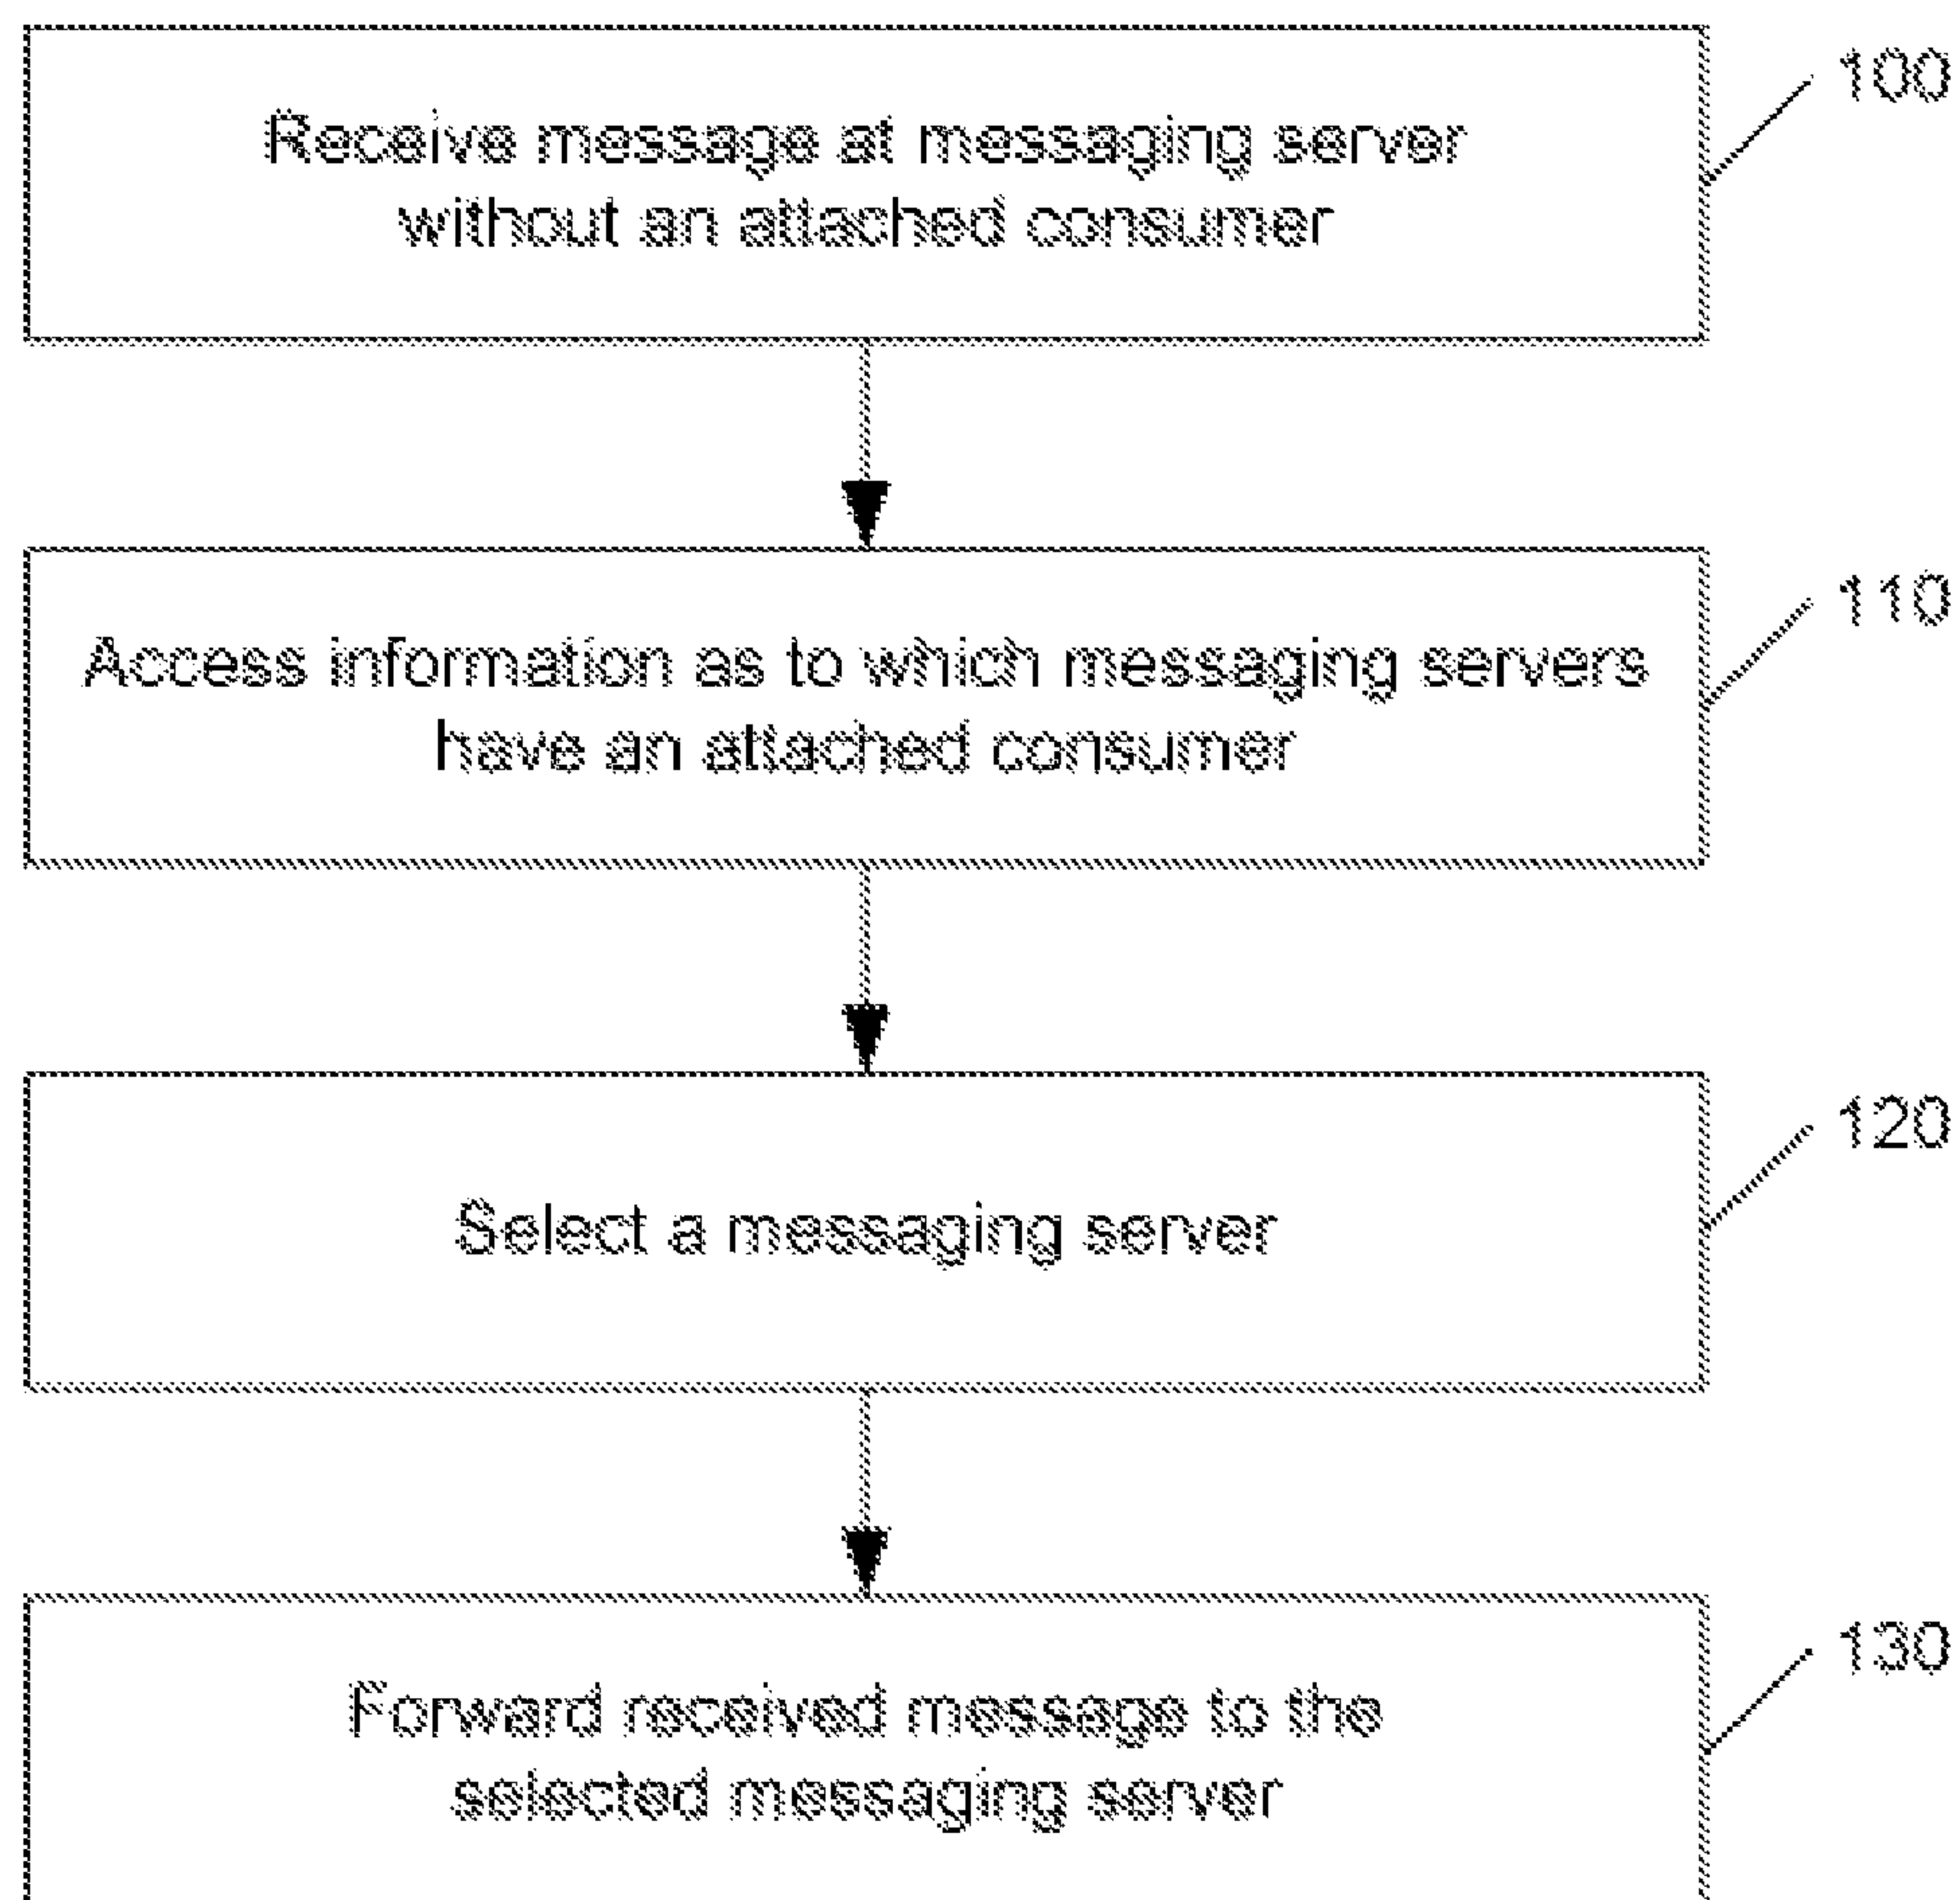 100
Receive message at messaging server
without an attached consumer
110
Access information as to which messaging servers
have an attached consumer
120
Select a messaging server
130
Forward received message to the
selected messaging server